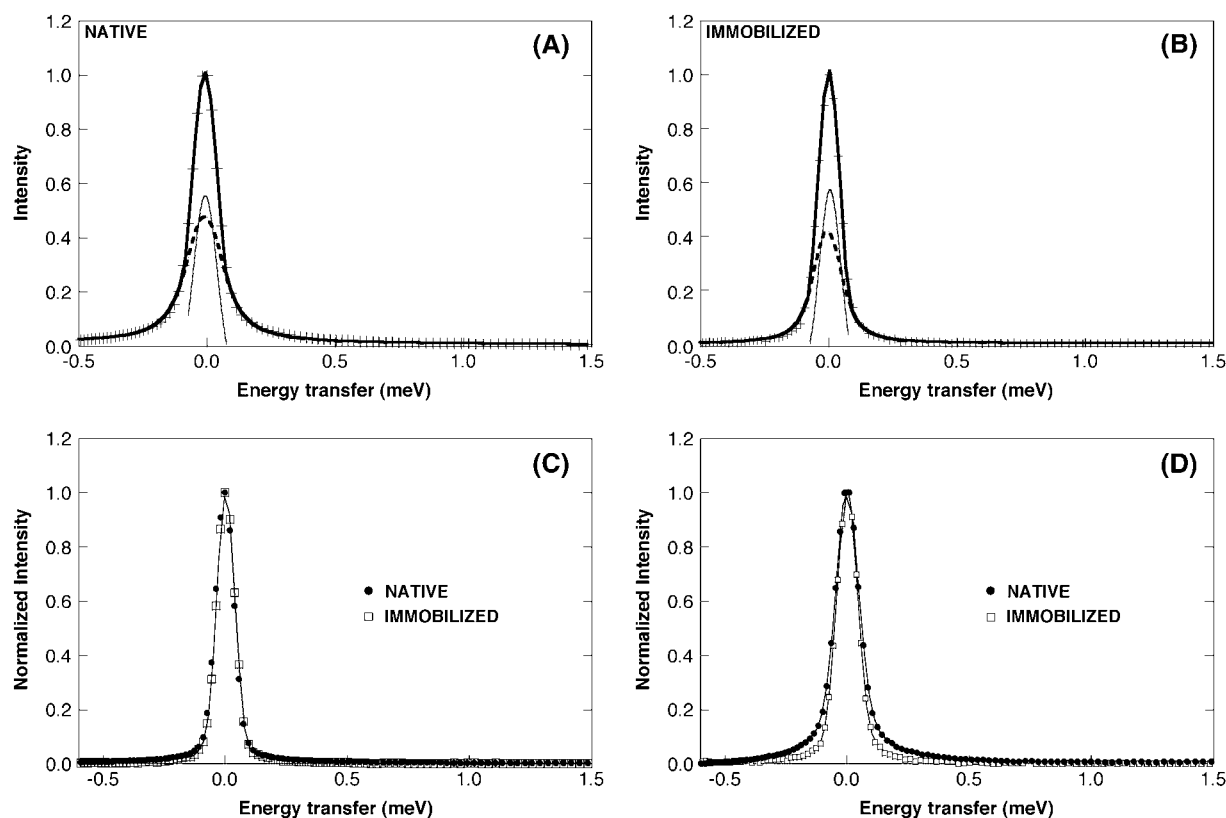 NATIVE
(A)
Intensity
1.2
1.0
0.8
0.6
0.4
0.2
0.0
-0.5 0.0 0.5 1.0 1.5
Energy transfer (meV)
IMMOBILIZED
(B)
Intensity
1.2
1.0
0.8
0.6
0.4
0.2
0.0
-0.5 0.0 0.5 1.0 1.5
Energy transfer (meV)
(C)
Normalized Intensity
1.2
1.0
0.8
0.6
0.4
0.2
0.0
NATIVE
IMMOBILIZED
-0.5 0.0 0.5 1.0 1.5
Energy transfer (meV)
(D)
Normalized Intensity
1.2
1.0
0.8
0.6
0.4
0.2
0.0
NATIVE
IMMOBILIZED
-0.5 0.0 0.5 1.0 1.5
Energy transfer (meV)